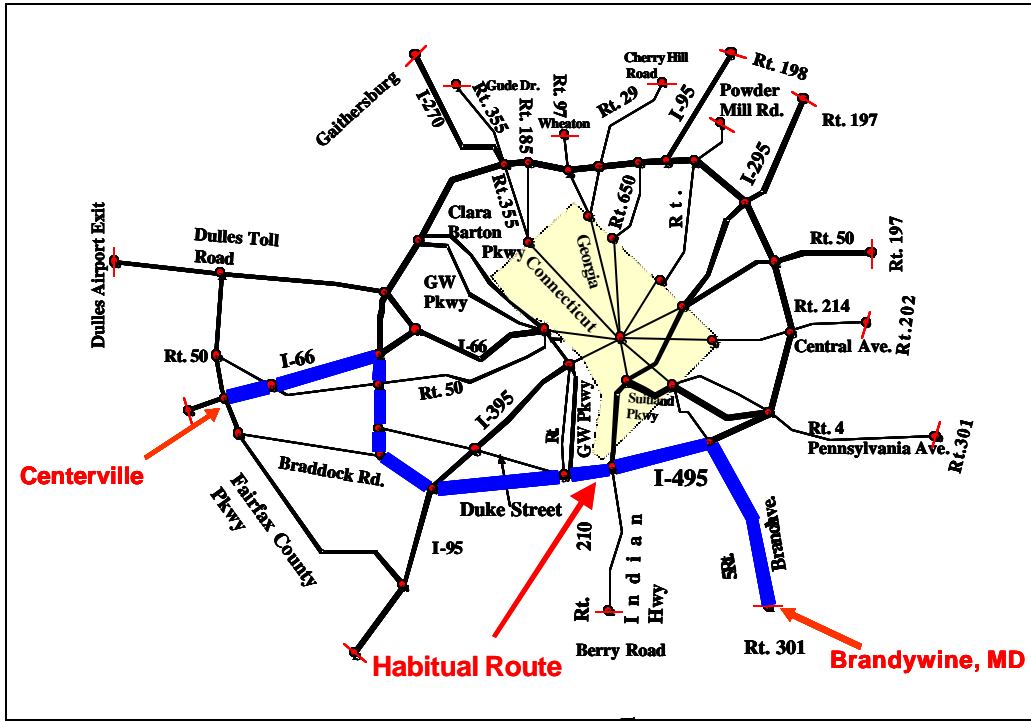 Gaithersburg
I-270
Gude Dr.
Rt. 355
Rt. 185
Rt. 97
Wheaton
Rt. 29
Cherry Hill
Road
I-95
Rt. 198
Powder
Mill Rd.
Rt. 197
I-295
Rt.355
Rt. 650
Rt.
Clara
Barton
Pkwy
Georgia
Connecticut
Dulles Airport Exit
Dulles Toll
Road
GW
Pkwy
Rt. 50
Rt. 197
Rt. 214
Central Ave.
Rt.202
Rt. 50
I-66
I-66
Rt. 50
I-395
Rt.
GW Pkwy
Suitland
Pkwy
Rt. 4
Pennsylvania Ave.
Rt.301
Centerville
Braddock Rd.
Duke Street
I-495
Fairfax County
Pkwy
I-95
Rt. 210
Indian
Hwy
5Rt.
Berry Road
Rt. 301
Habitual Route
Brandywine, MD